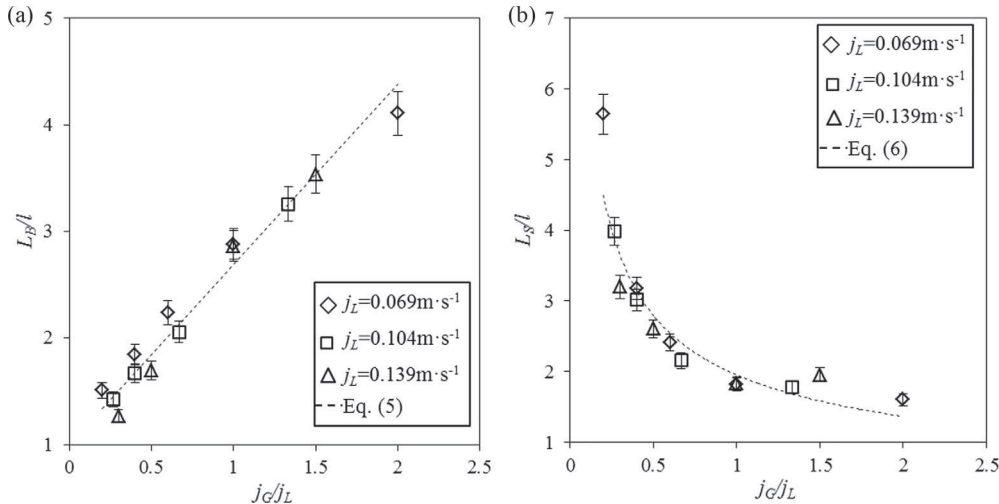 (a)
5
4
3
2
1
L_B/l
0
0.5
1
1.5
2
2.5
j_G/j_L
j_L=0.069m·s⁻¹
j_L=0.104m·s⁻¹
j_L=0.139m·s⁻¹
Eq. (5)
(b)
7
6
5
4
3
2
1
L_S/l
0
0.5
1
1.5
2
2.5
j_G/j_L
j_L=0.069m·s⁻¹
j_L=0.104m·s⁻¹
j_L=0.139m·s⁻¹
Eq. (6)